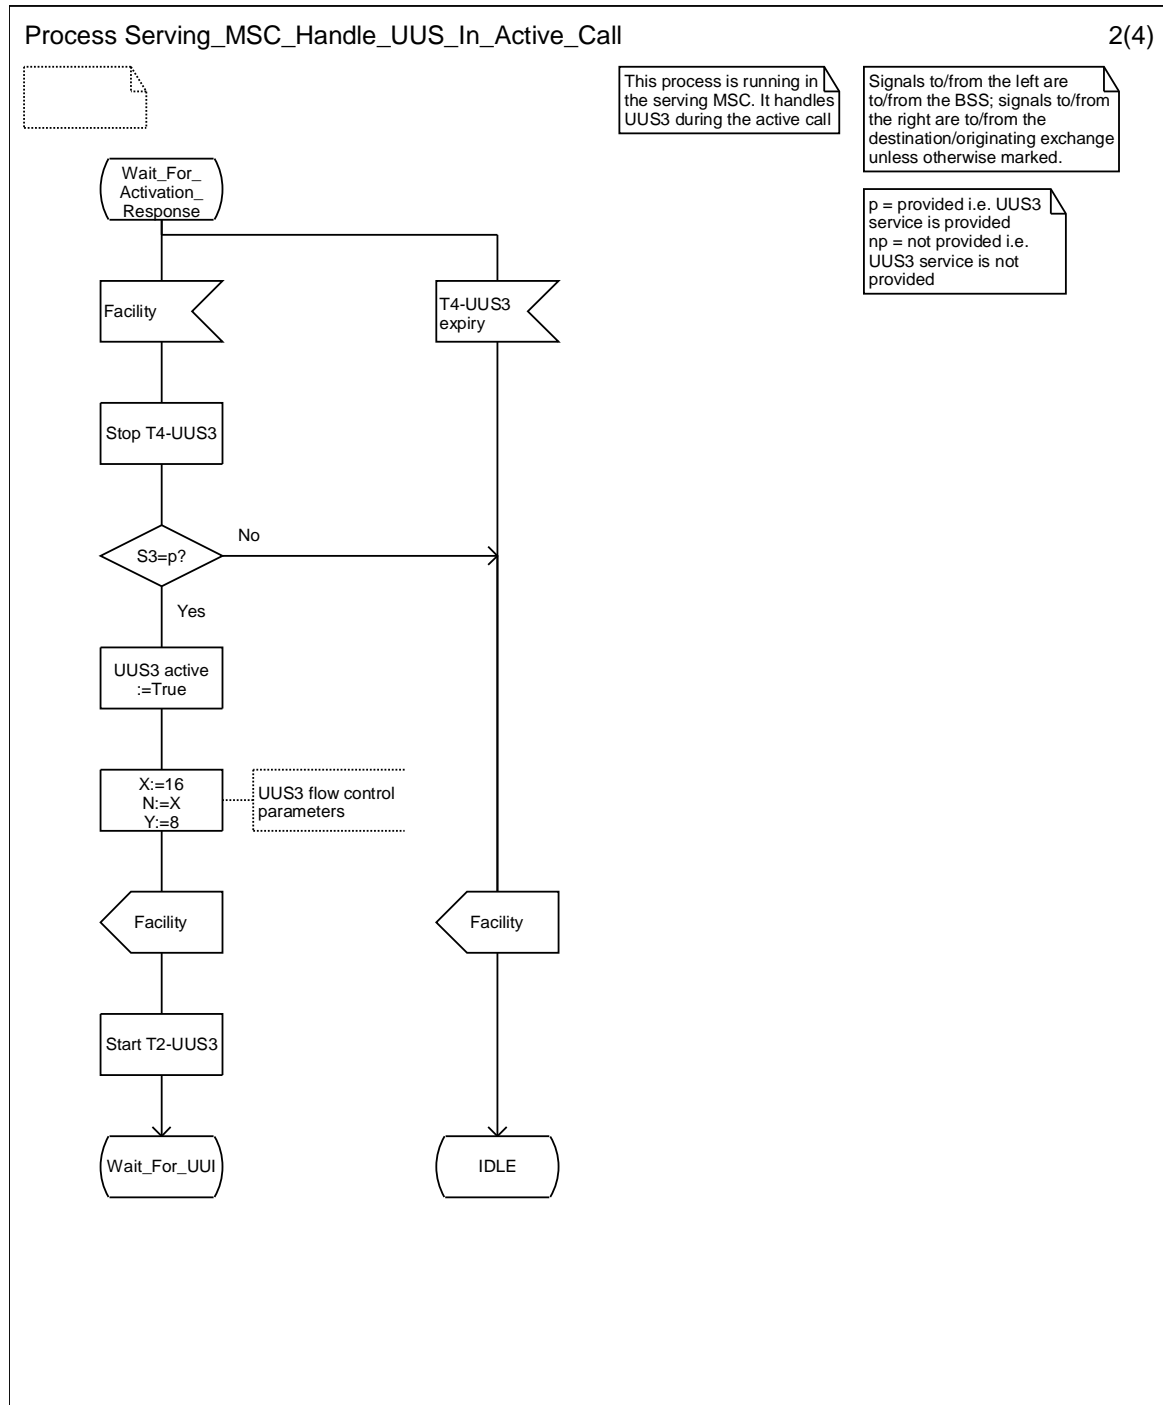 Process Serving_MSC_Handle_UUS_In_Active_Call
2(4)
This process is running in
the serving MSC. It handles
UUS3 during the active call
Signals to/from the left are
to/from the BSS; signals to/from
the right are to/from the
destination/originating exchange
unless otherwise marked.
p = provided i.e. UUS3
service is provided
np = not provided i.e.
UUS3 service is not
provided
Wait_For_
Activation_
Response
Facility
T4-UUS3
expiry
Stop T4-UUS3
S3=p?
No
Yes
UUS3 active
:=True
X:=16
N:=X
Y:=8
UUS3 flow control
parameters
Facility
Facility
Start T2-UUS3
Wait_For_UUI
IDLE